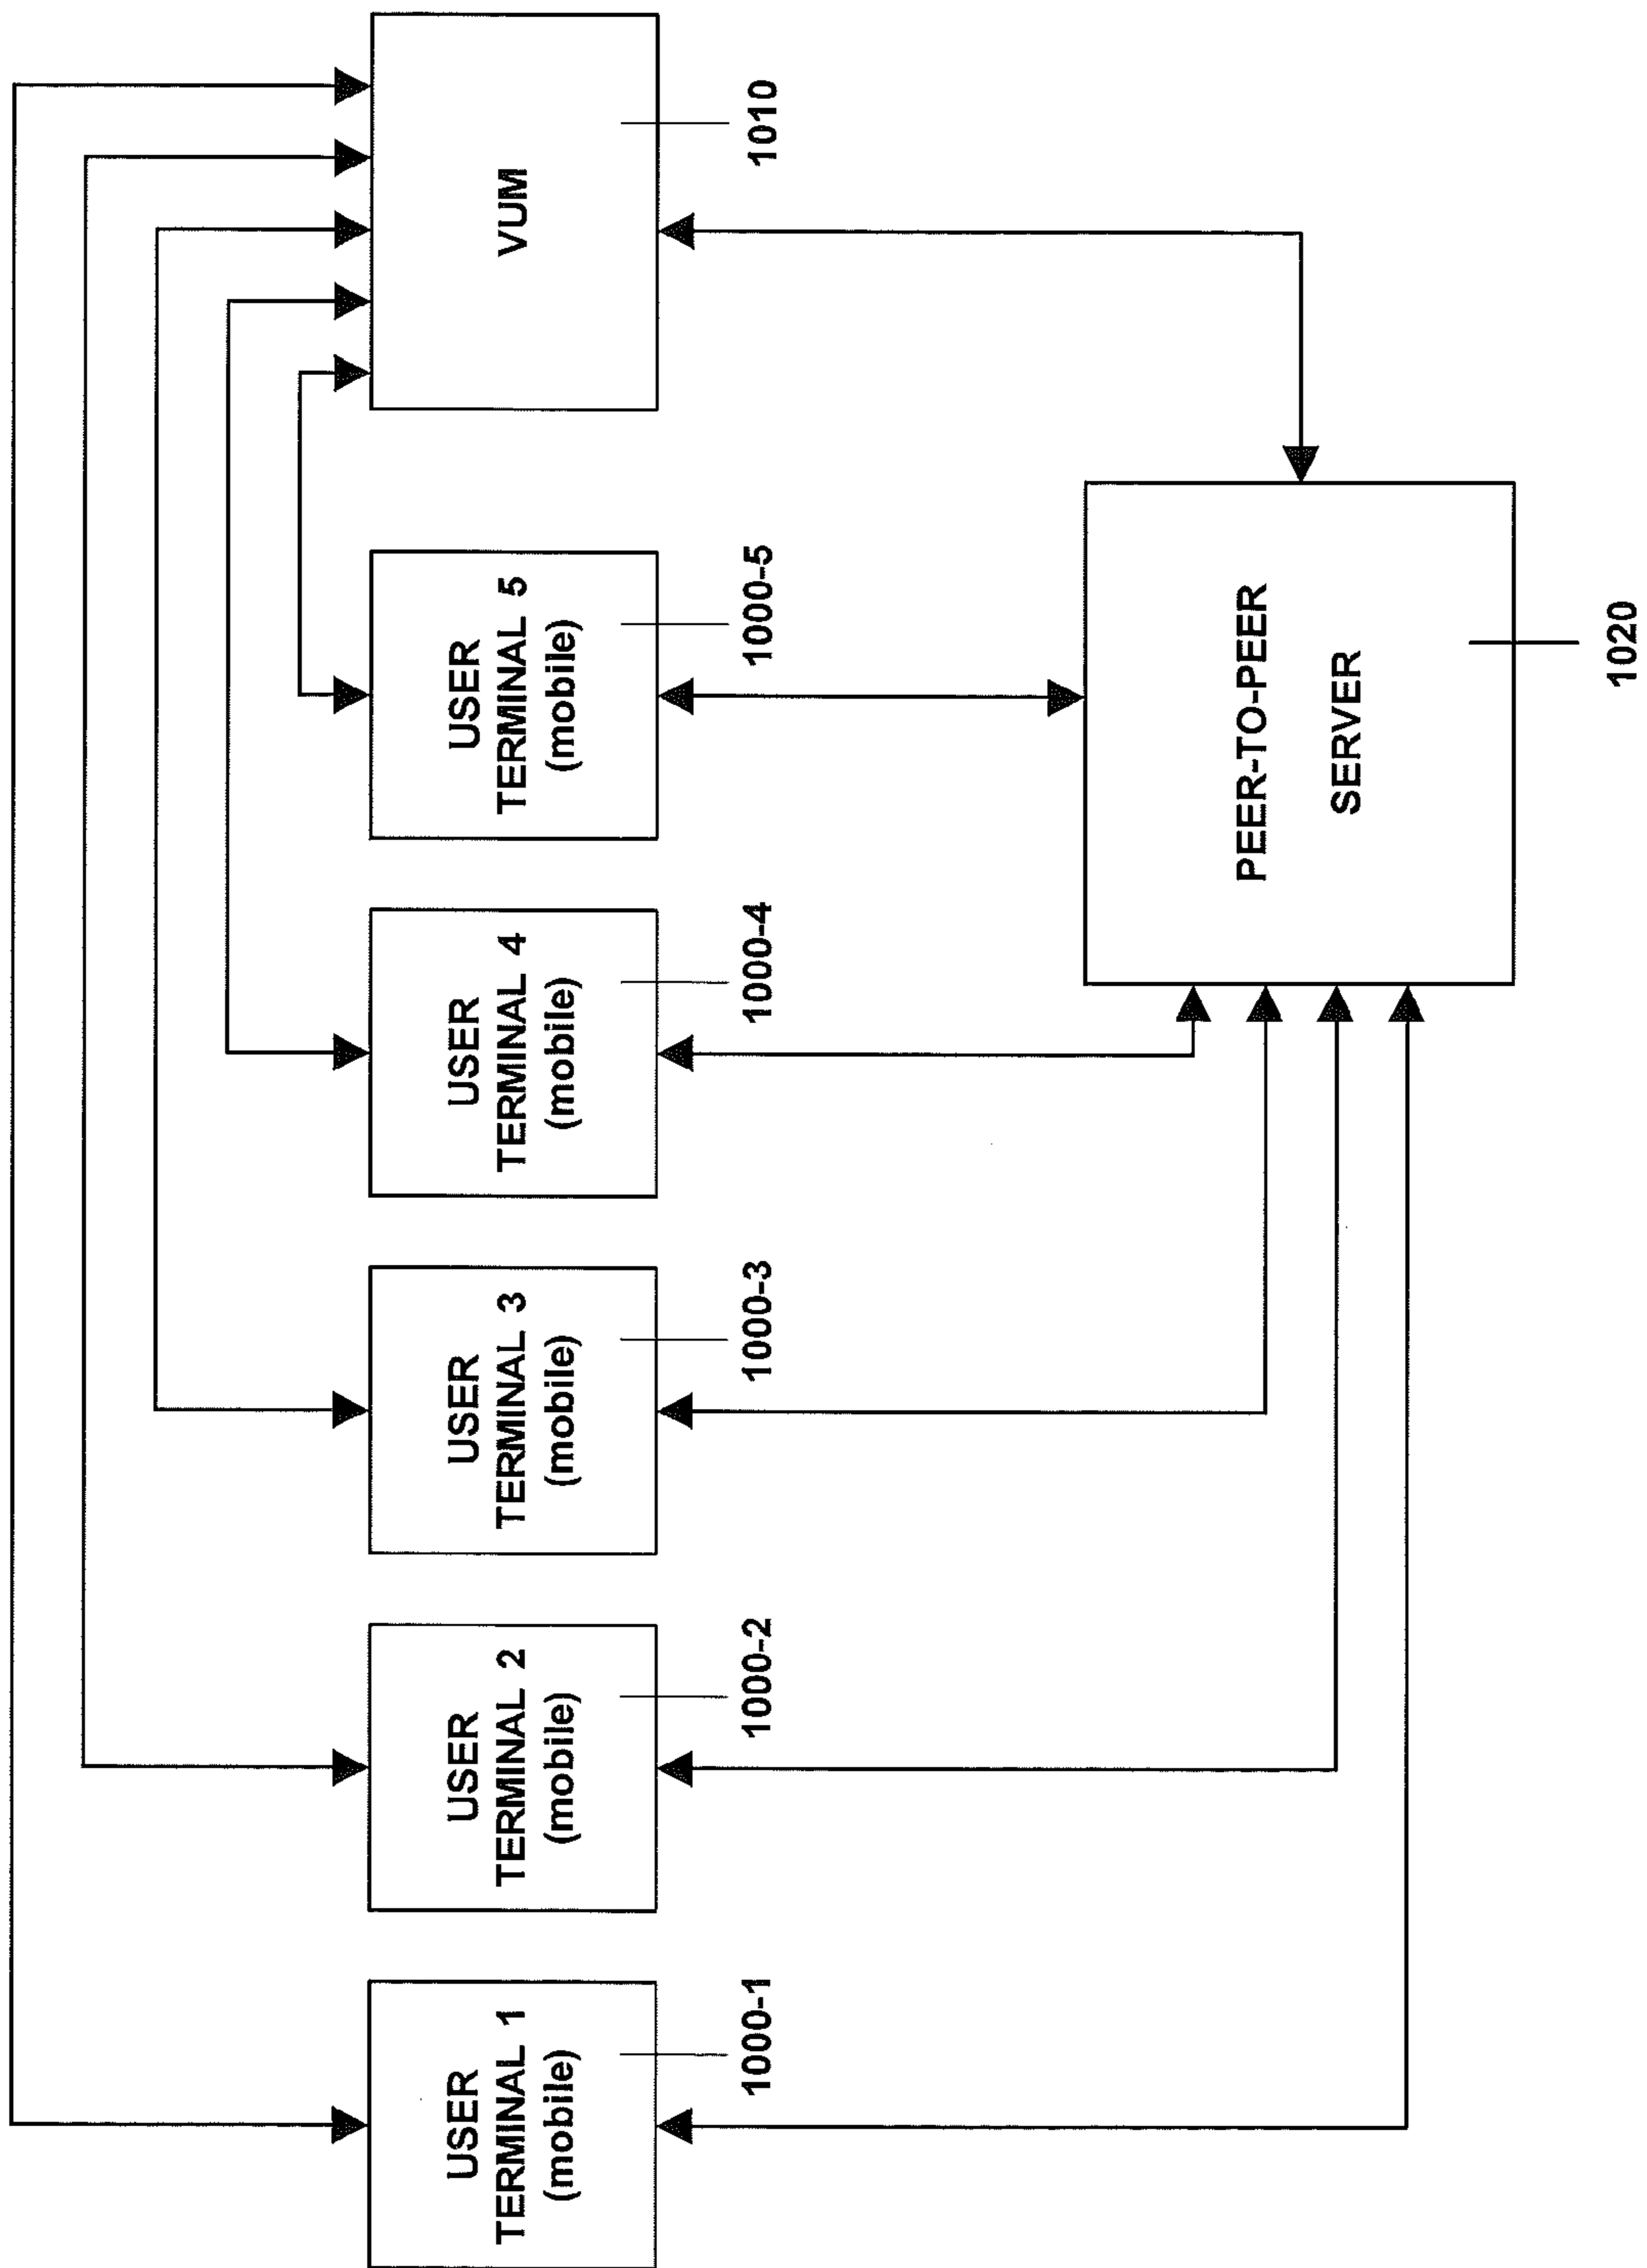 USER
TERMINAL 1
(mobile)
1000-1
USER
TERMINAL 2
(mobile)
1000-2
USER
TERMINAL 3
(mobile)
1000-3
USER
TERMINAL 4
(mobile)
1000-4
USER
TERMINAL 5
(mobile)
1000-5
VUM
1010
PEER-TO-PEER
SERVER
1020